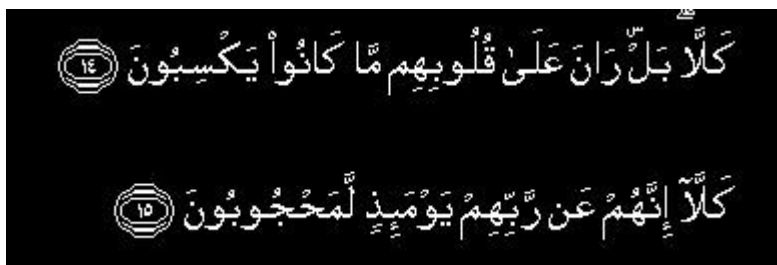 كَلَّاۖ بَلْۜ رَانَ عَلَىٰ قُلُوبِهِم مَّا كَانُوا۟ يَكْسِبُونَ ١٤
كَلَّآ إِنَّهُمْ عَن رَّبِّهِمْ يَوْمَئِذٍ لَّمَحْجُوبُونَ ١٥